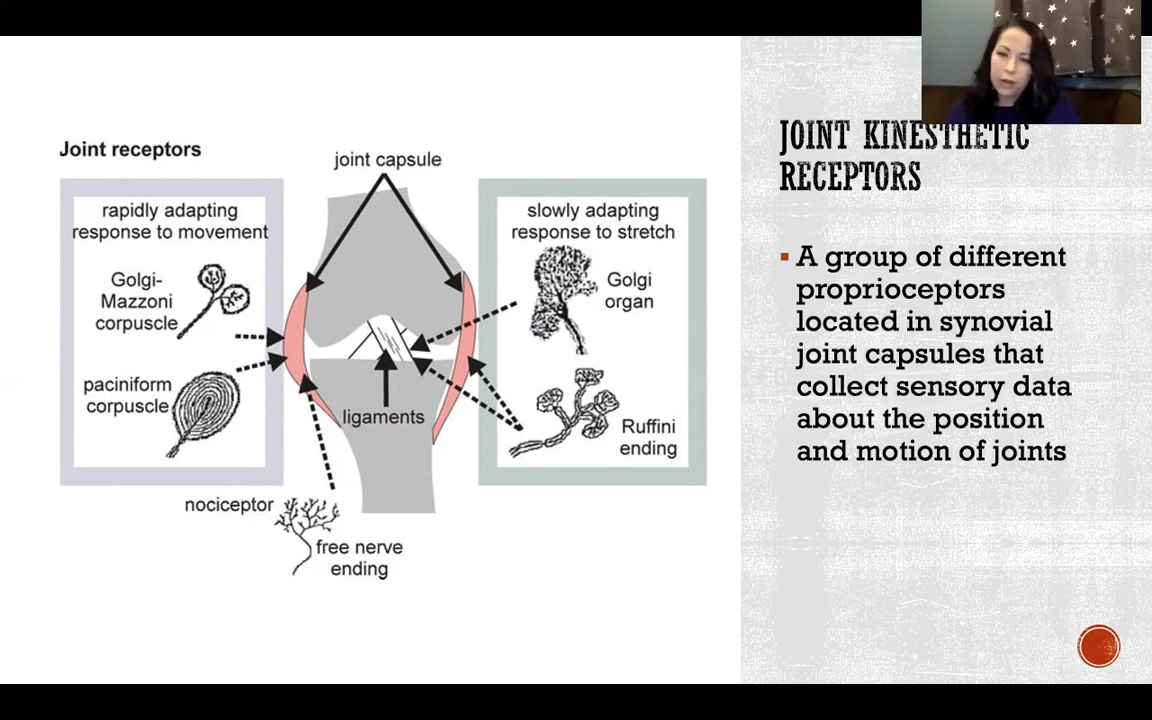 JOINT KINESTHETIC
RECEPTORS
Joint receptors
joint capsule
rapidly adapting
response to movement
Golgi-
Mazzoni
corpuscle
paciniform
corpuscle
ligaments
slowly adapting
response to stretch
Golgi
organ
Ruffini
ending
nociceptor
free nerve
ending
▪ A group of different
proprioceptors
located in synovial
joint capsules that
collect sensory data
about the position
and motion of joints